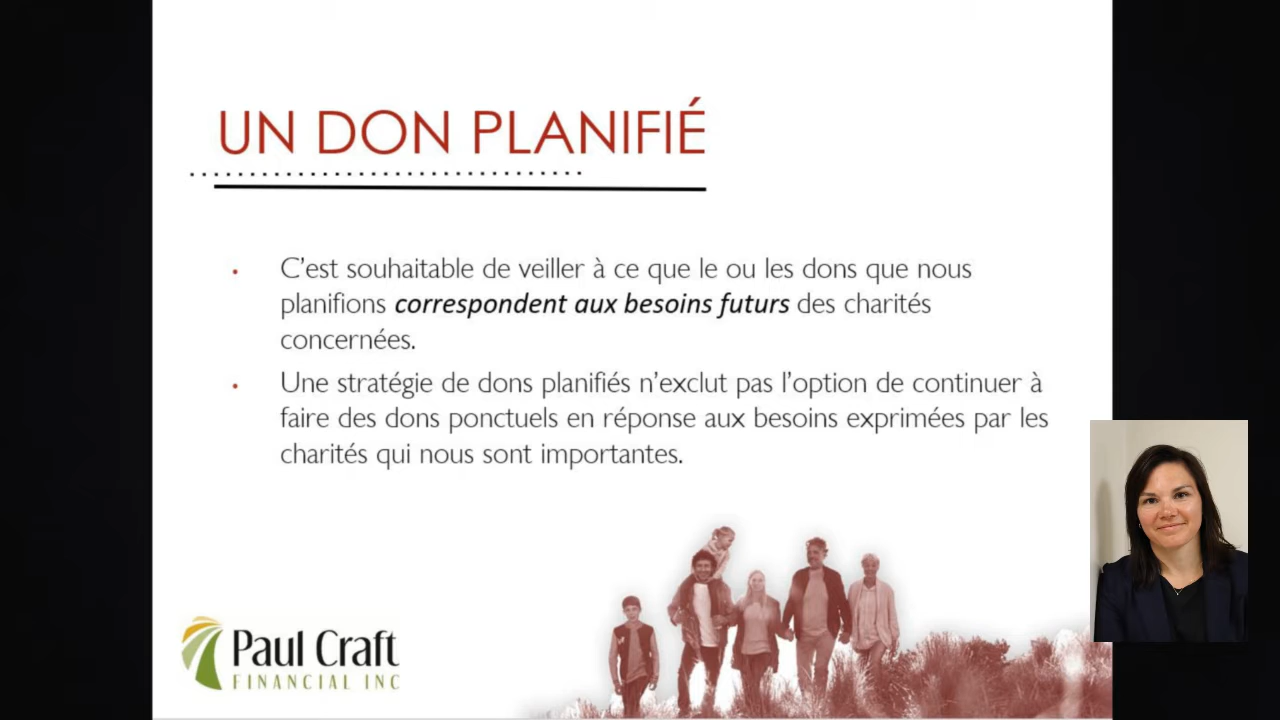 UN DON PLANIFIÉ
• C’est souhaitable de veiller à ce que le ou les dons que nous
planifions correspondent aux besoins futurs des charités
concernées.
• Une stratégie de dons planifiés n’exclut pas l’option de continuer à
faire des dons ponctuels en réponse aux besoins exprimées par les
charités qui nous sont importantes.
Paul Craft
FINANCIAL INC